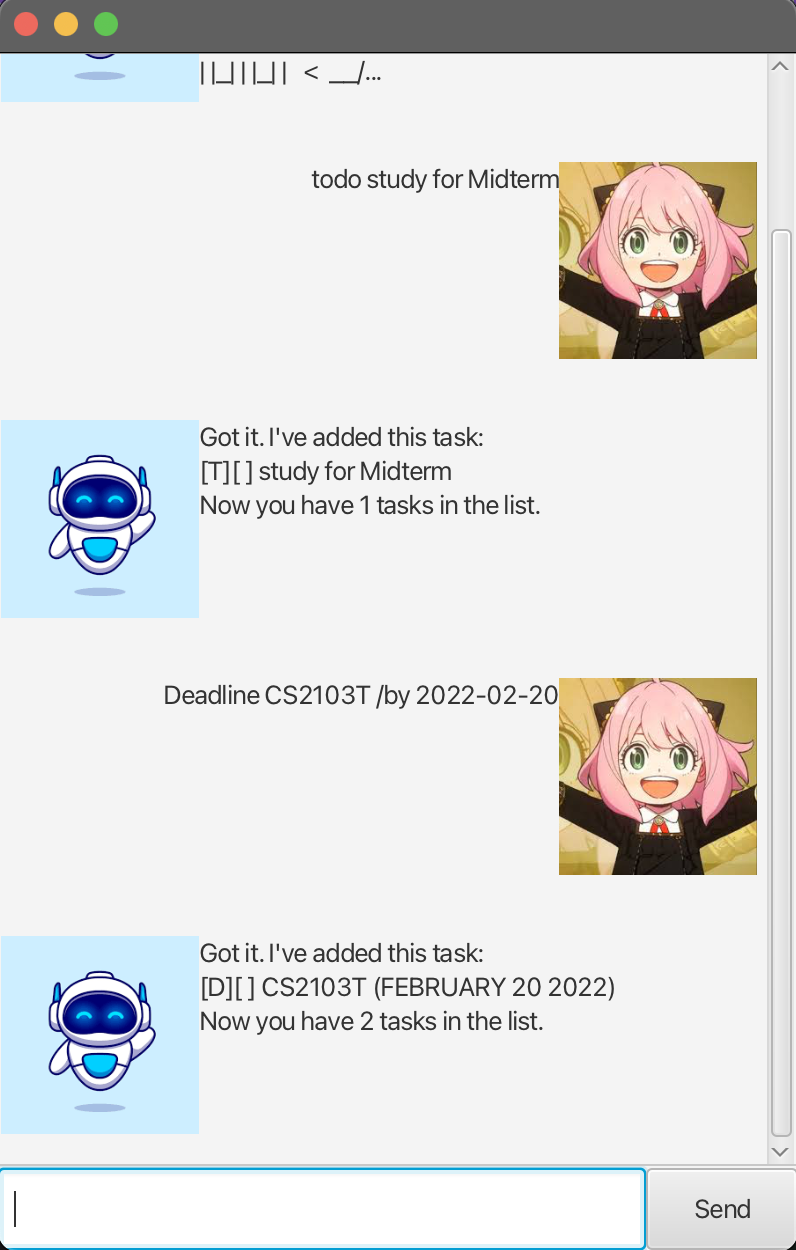 | |_| | |_| |   <  __/...
todo study for Midterm
Got it. I've added this task:
[T][ ] study for Midterm
Now you have 1 tasks in the list.
Deadline CS2103T /by 2022-02-20
Got it. I've added this task:
[D][ ] CS2103T (FEBRUARY 20 2022)
Now you have 2 tasks in the list.
Send